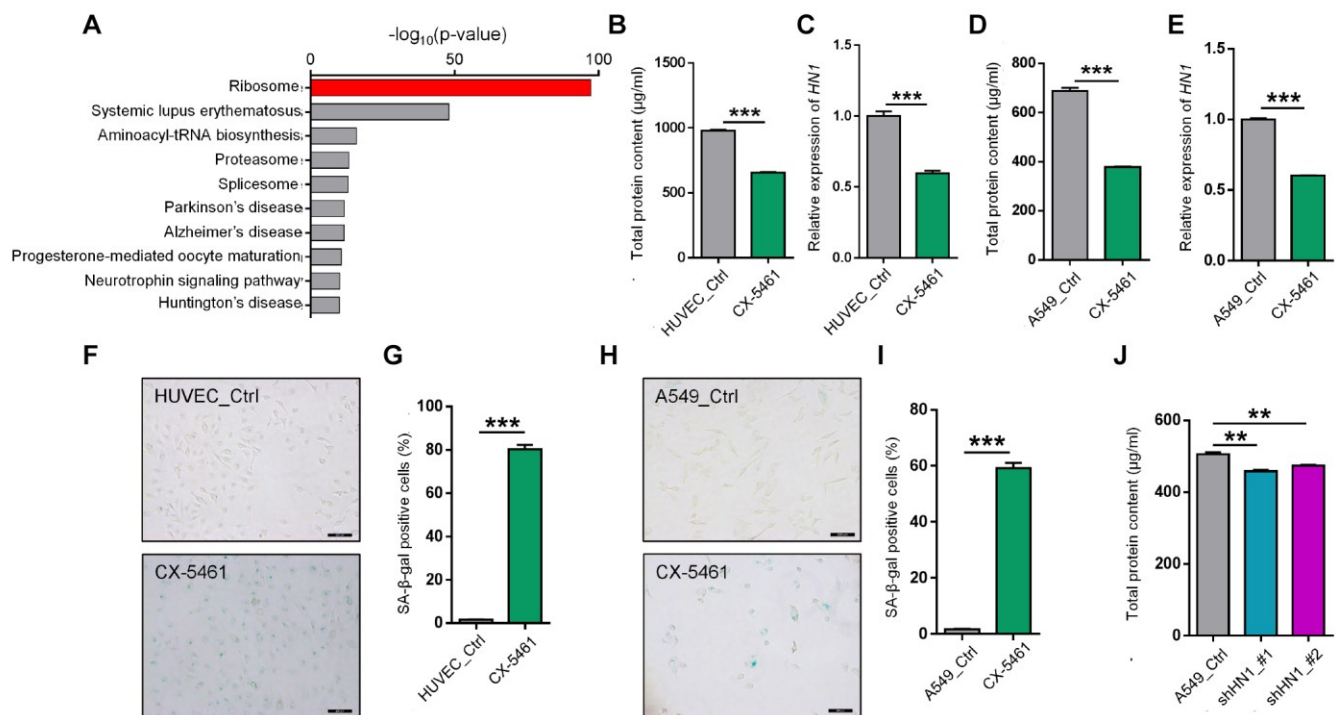 A
-log10(p-value)
0
50
100
Ribosome
Systemic lupus erythematosus
Aminoacyl-tRNA biosynthesis
Proteasome
Splicesome
Parkinson's disease
Alzheimer's disease
Progesterone-mediated oocyte maturation
Neurotrophin signaling pathway
Huntington's disease
B
Total protein content (μg/ml)
1500
1000
500
0
***
HUVEC_Ctrl
CX-5461
C
Relative expression of HN1
1.5
1.0
0.5
0.0
***
HUVEC_Ctrl
CX-5461
D
Total protein content (μg/ml)
800
600
400
200
0
***
A549_Ctrl
CX-5461
E
Relative expression of HN1
1.5
1.0
0.5
0.0
***
A549_Ctrl
CX-5461
F
HUVEC_Ctrl
CX-5461
G
SA-β-gal positive cells (%)
100
80
60
40
20
0
***
HUVEC_Ctrl
CX-5461
H
A549_Ctrl
CX-5461
I
SA-β-gal positive cells (%)
80
60
40
20
0
***
A549_Ctrl
CX-5461
J
Total protein content (μg/ml)
600
400
200
0
**
**
A549_Ctrl
shHN1_#1
shHN1_#2